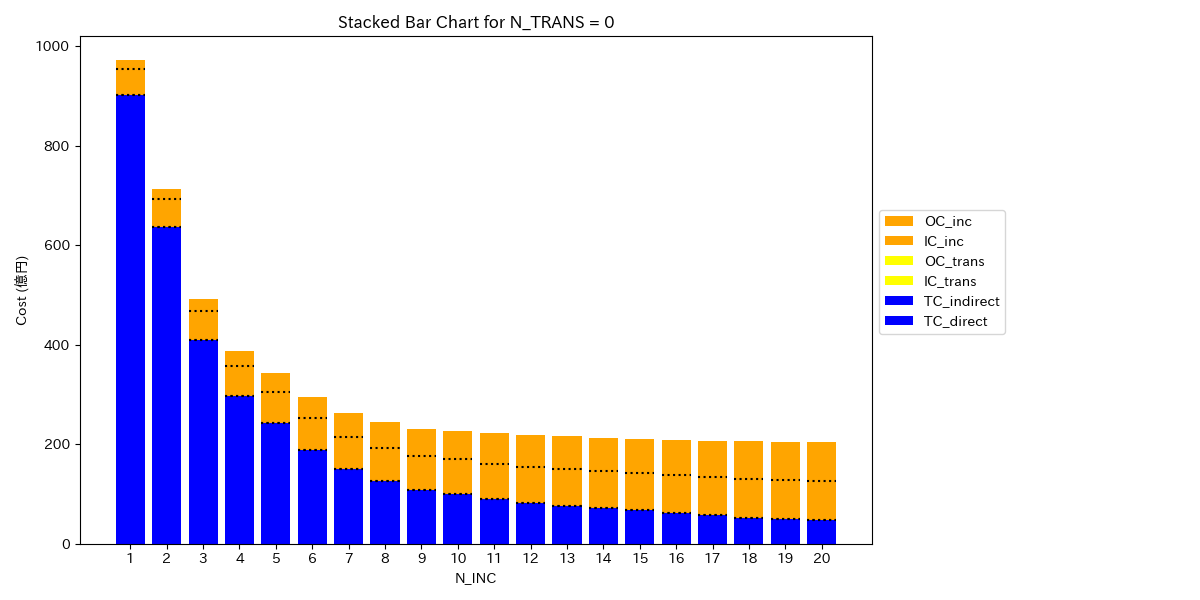 Stacked Bar Chart for N_TRANS = 0
1000
800
600
400
200
0
Cost (億円)
1 2 3 4 5 6 7 8 9 10 11 12 13 14 15 16 17 18 19 20
N_INC
OC_inc
IC_inc
OC_trans
IC_trans
TC_indirect
TC_direct